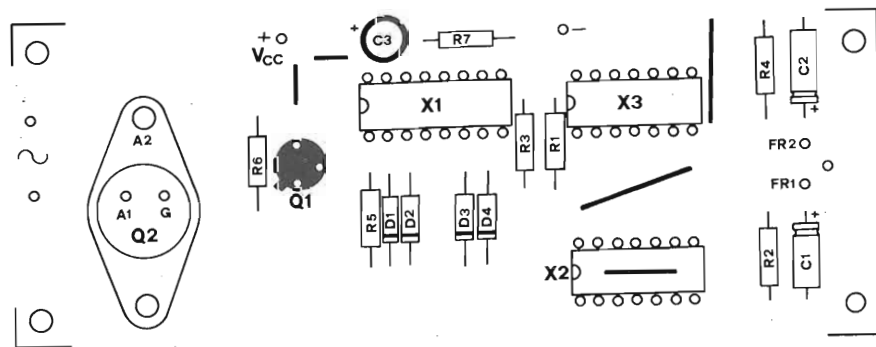 +
VCC
+
C3
R7
–
R4
C2
+
X1
X3
A2
R6
R3
R1
FR2
Q1
FR1
A1
G
Q2
R5
D1
D2
D3
D4
+
X2
R2
C1